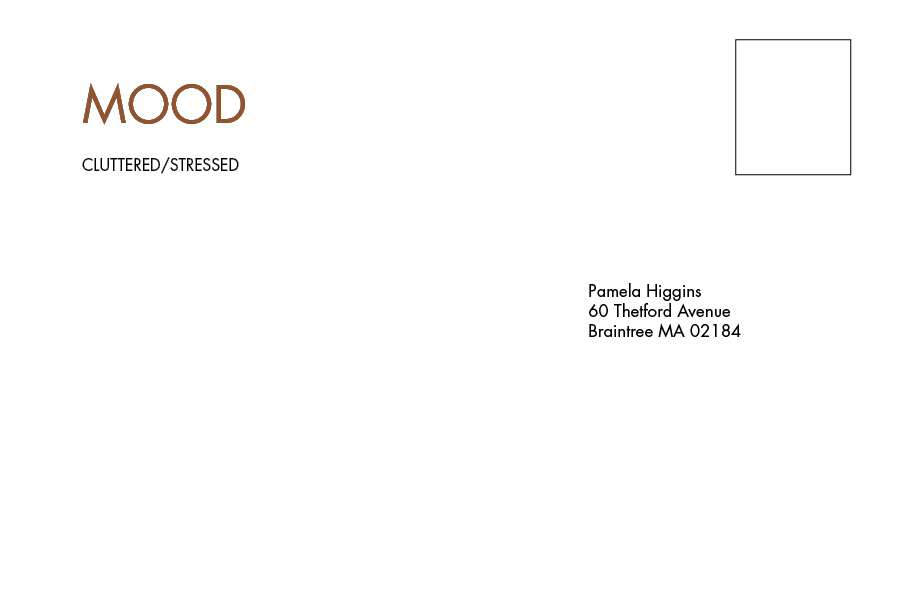 MOOD
CLUTTERED/STRESSED
Pamela Higgins
60 Thetford Avenue
Braintree MA 02184